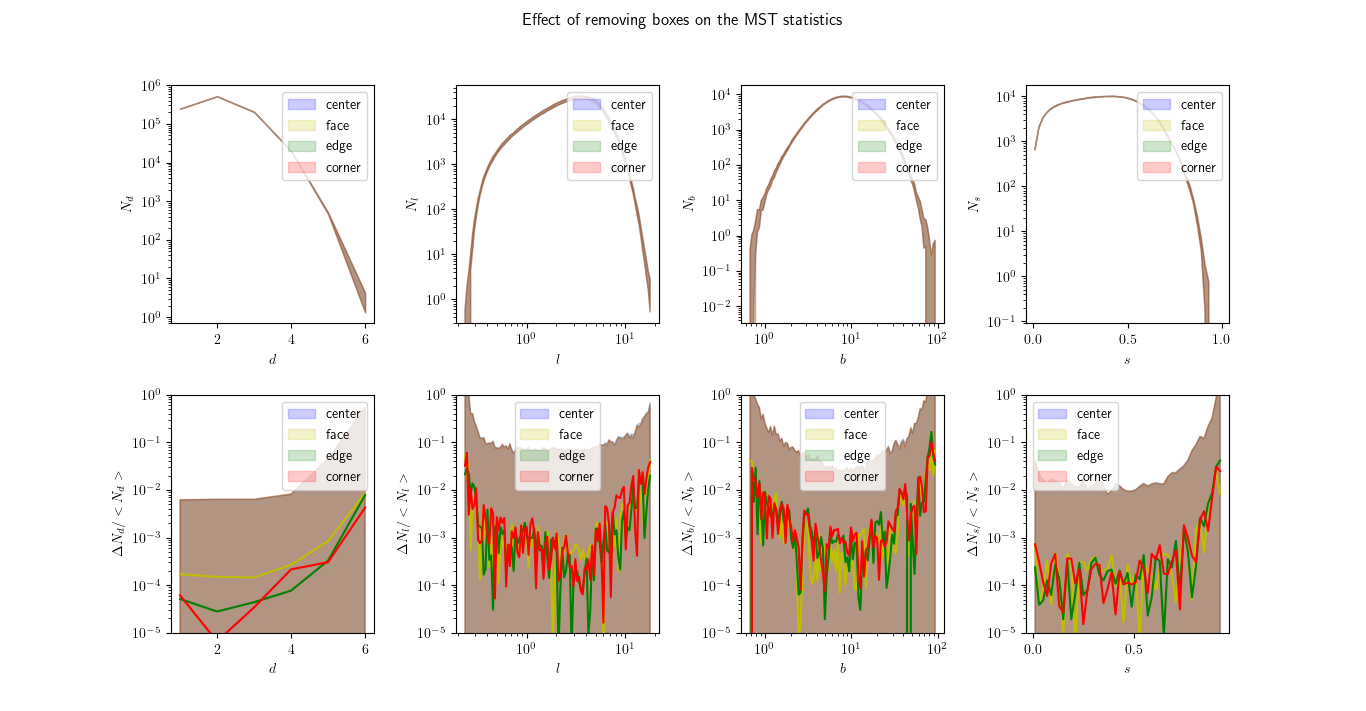 Effect of removing boxes on the MST statistics
10^6
10^5
10^4
10^3
10^2
10^1
10^0
N_d
2 4 6
d
center
face
edge
corner
10^4
10^3
10^2
10^1
10^0
N_l
10^0 10^1
l
center
face
edge
corner
10^4
10^3
10^2
10^1
10^0
10^-1
10^-2
N_b
10^0 10^1 10^2
b
center
face
edge
corner
10^4
10^3
10^2
10^1
10^0
10^-1
N_s
0.0 0.5 1.0
s
center
face
edge
corner
10^0
10^-1
10^-2
10^-3
10^-4
10^-5
ΔN_d/ < N_d >
2 4 6
d
center
face
edge
corner
10^0
10^-1
10^-2
10^-3
10^-4
10^-5
ΔN_l/ < N_l >
10^0 10^1
l
center
face
edge
corner
10^0
10^-1
10^-2
10^-3
10^-4
10^-5
ΔN_b/ < N_b >
10^0 10^1 10^2
b
center
face
edge
corner
10^0
10^-1
10^-2
10^-3
10^-4
10^-5
ΔN_s/ < N_s >
0.0 0.5
s
center
face
edge
corner